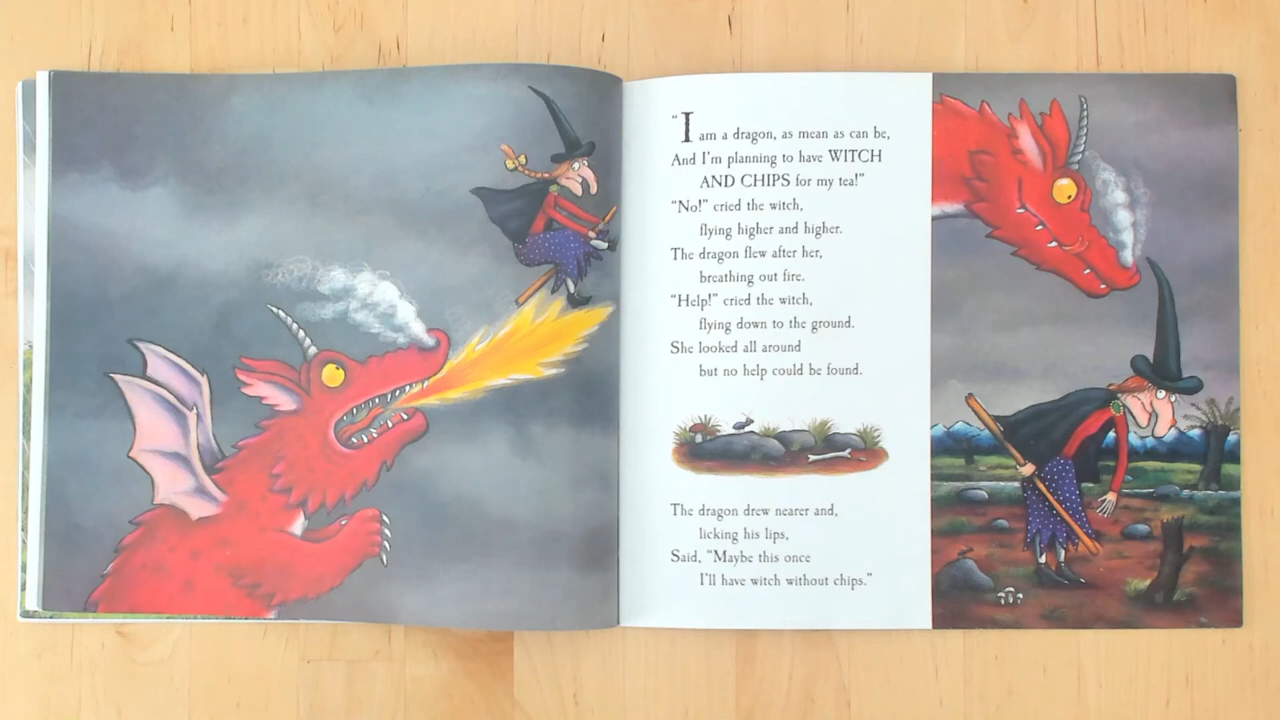 "I am a dragon, as mean as can be,
And I'm planning to have WITCH
AND CHIPS for my tea!"
"No!" cried the witch,
flying higher and higher.
The dragon flew after her,
breathing out fire.
"Help!" cried the witch,
flying down to the ground.
She looked all around
but no help could be found.
The dragon drew nearer and,
licking his lips,
Said, "Maybe this once
I'll have witch without chips."